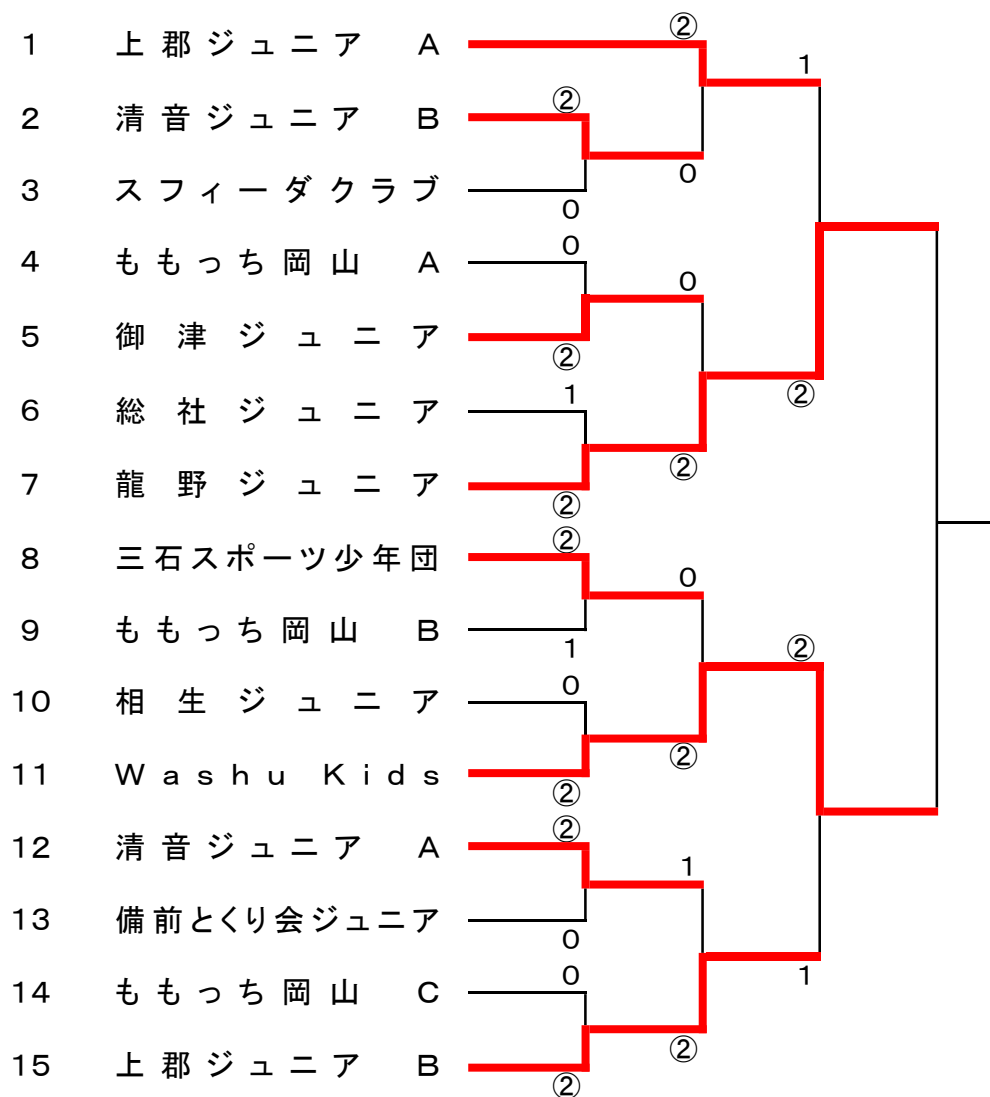 ②
1 上郡ジュニア A
1
②
2 清音ジュニア B
0
3 スフィーダクラブ
0
0
4 ももっち岡山 A
0
5 御津ジュニア
②
②
1
6 総社ジュニア
②
7 龍野ジュニア
②
②
8 三石スポーツ少年団
0
9 ももっち岡山 B
1
②
0
10 相生ジュニア
②
11 Washu Kids
②
②
12 清音ジュニア A
1
13 備前とくり会ジュニア
0
0
1
14 ももっち岡山 C
②
15 上郡ジュニア B
②